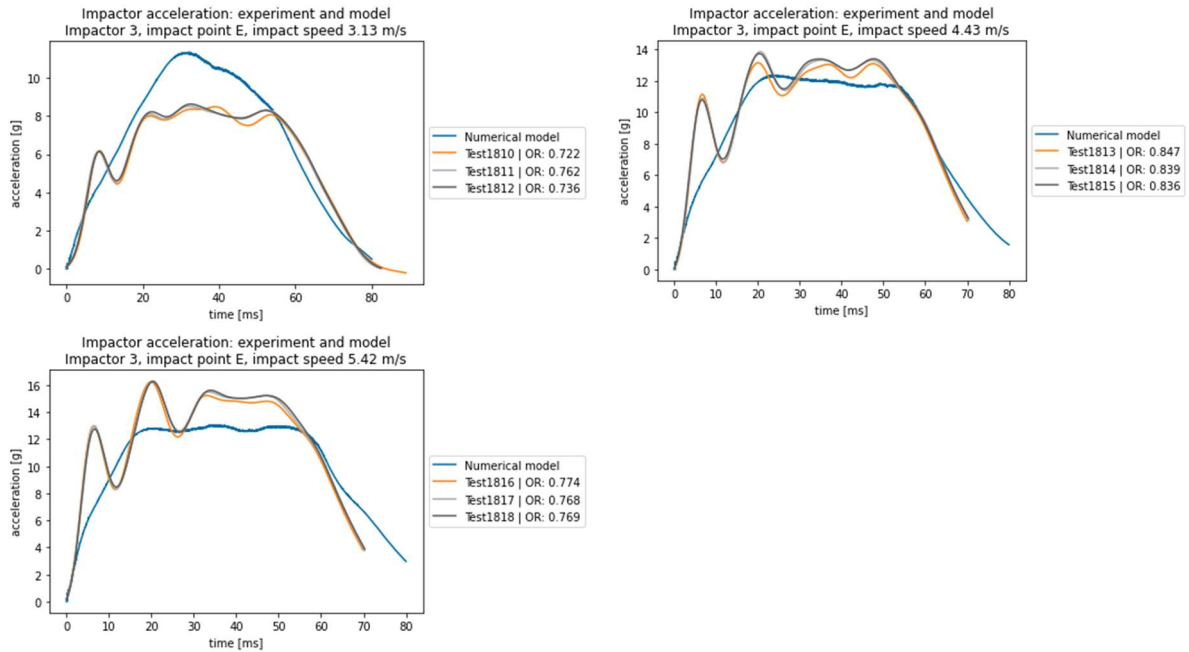 Impactor acceleration: experiment and model
Impactor 3, impact point E, impact speed 3.13 m/s
acceleration [g]
10
8
6
4
2
0
0 20 40 60 80
time [ms]
Numerical model
Test1810 | OR: 0.722
Test1811 | OR: 0.762
Test1812 | OR: 0.736
Impactor acceleration: experiment and model
Impactor 3, impact point E, impact speed 4.43 m/s
acceleration [g]
14
12
10
8
6
4
2
0
0 10 20 30 40 50 60 70 80
time [ms]
Numerical model
Test1813 | OR: 0.847
Test1814 | OR: 0.839
Test1815 | OR: 0.836
Impactor acceleration: experiment and model
Impactor 3, impact point E, impact speed 5.42 m/s
acceleration [g]
16
14
12
10
8
6
4
2
0
0 10 20 30 40 50 60 70 80
time [ms]
Numerical model
Test1816 | OR: 0.774
Test1817 | OR: 0.768
Test1818 | OR: 0.769